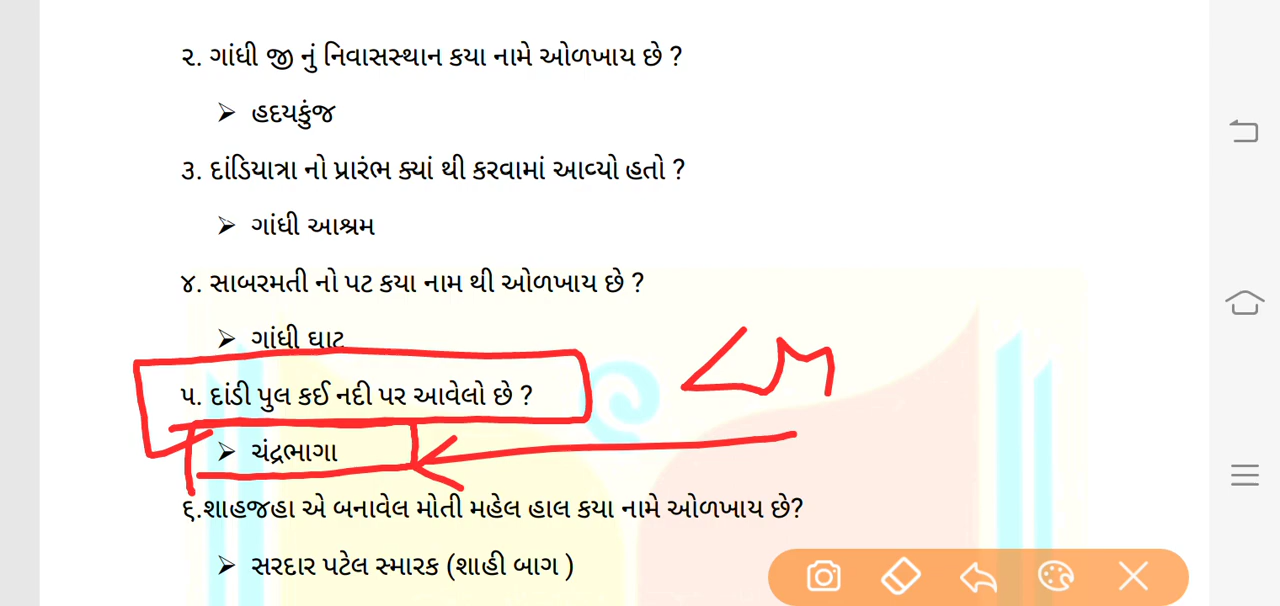 ૨. ગાંધી જી નું નિવાસસ્થાન કયા નામે ઓળખાય છે ?
➢ હદયકુંજ
૩. દાંડિયાત્રા નો પ્રારંભ ક્યાં થી કરવામાં આવ્યો હતો ?
➢ ગાંધી આશ્રમ
૪. સાબરમતી નો પટ કયા નામ થી ઓળખાય છે ?
➢ ગાંધી ઘાટ
૫. દાંડી પુલ કઈ નદી પર આવેલો છે ?
➢ ચંદ્રભાગા
૬.શાહજહા એ બનાવેલ મોતી મહેલ હાલ કયા નામે ઓળખાય છે?
➢ સરદાર પટેલ સ્મારક (શાહી બાગ )